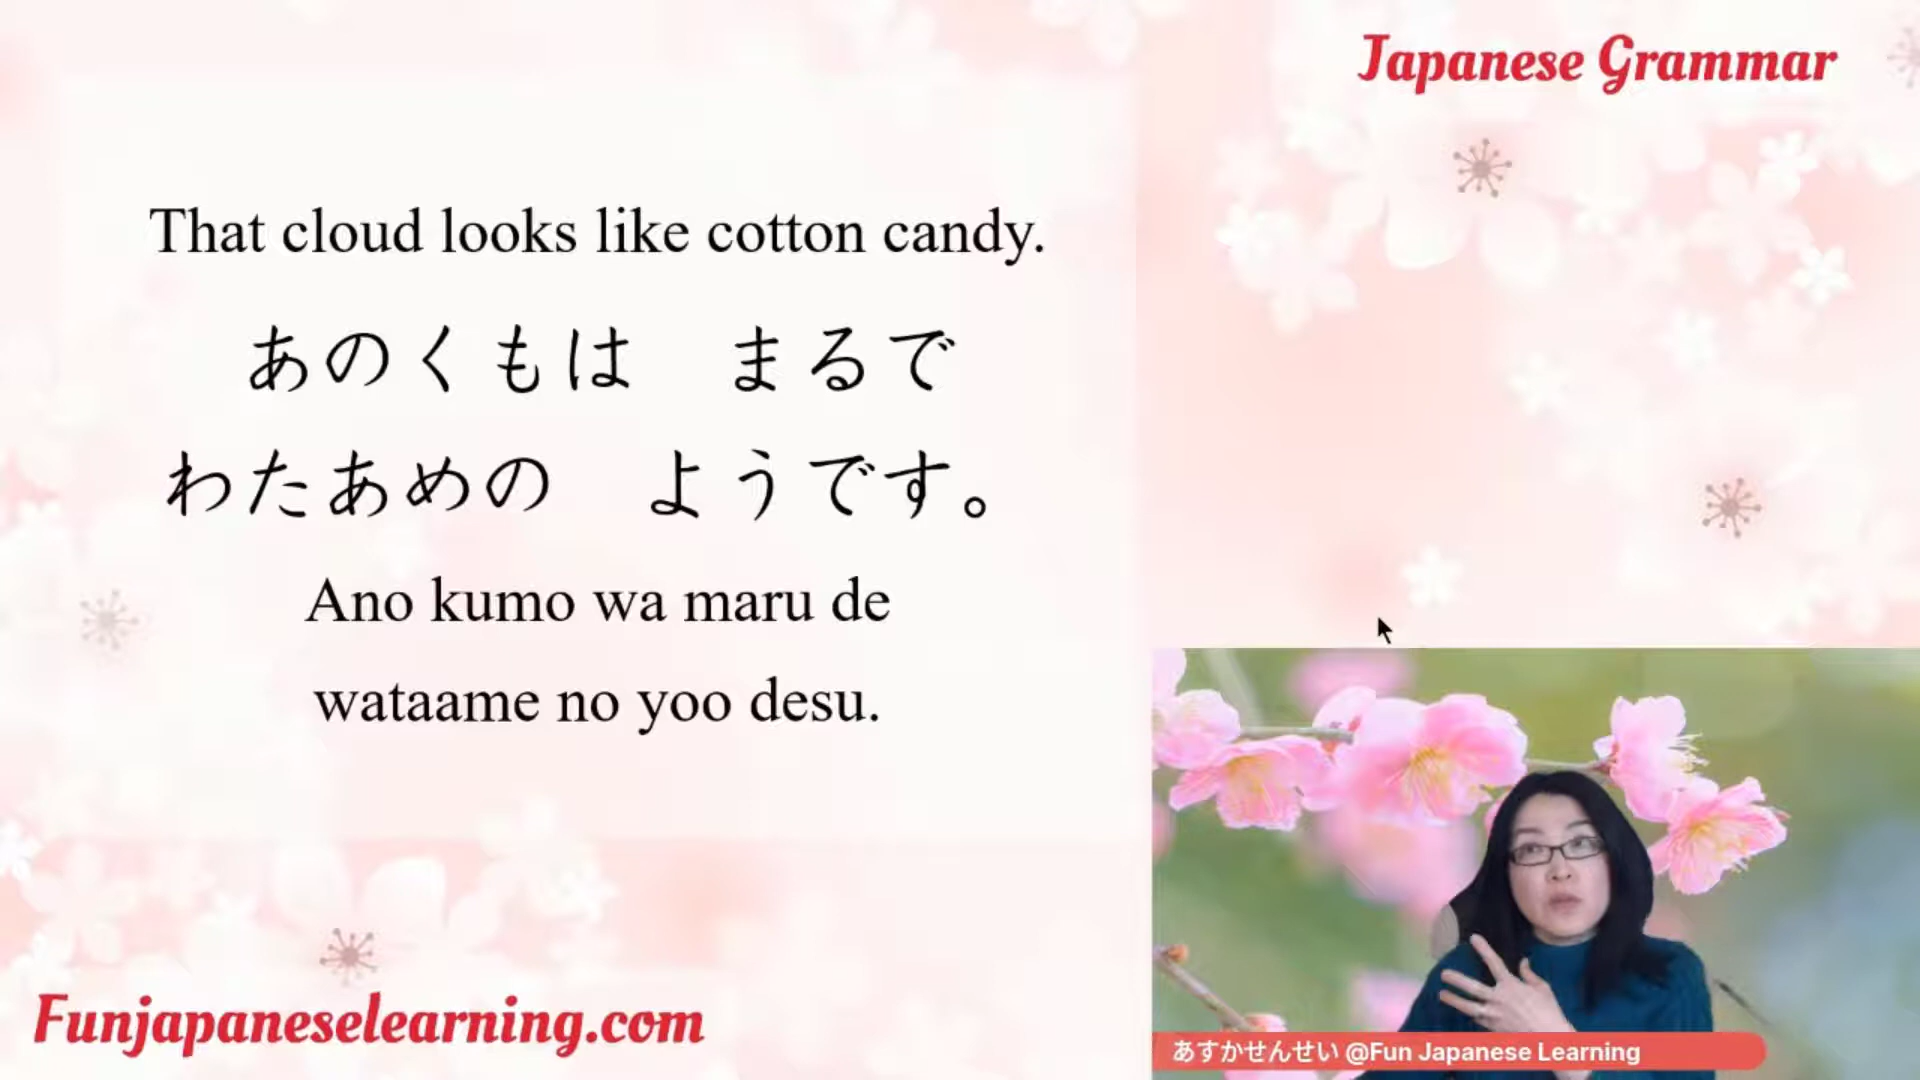 Japanese Grammar
That cloud looks like cotton candy.
あのくもは　まるで
わたあめの　ようです。
Ano kumo wa maru de
wataame no yoo desu.
Funjapaneselearning.com
あすかせんせい @Fun Japanese Learning